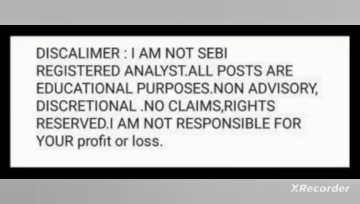 DISCALIMER : I AM NOT SEBI
REGISTERED ANALYST.ALL POSTS ARE
EDUCATIONAL PURPOSES.NON ADVISORY,
DISCRETIONAL .NO CLAIMS,RIGHTS
RESERVED.I AM NOT RESPONSIBLE FOR
YOUR profit or loss.
XRecorder